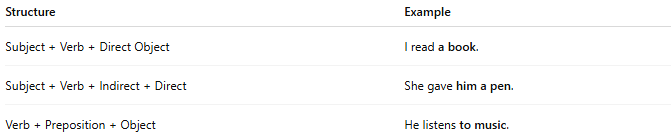 Structure Example
Subject + Verb + Direct Object I read a book.
Subject + Verb + Indirect + Direct She gave him a pen.
Verb + Preposition + Object He listens to music.